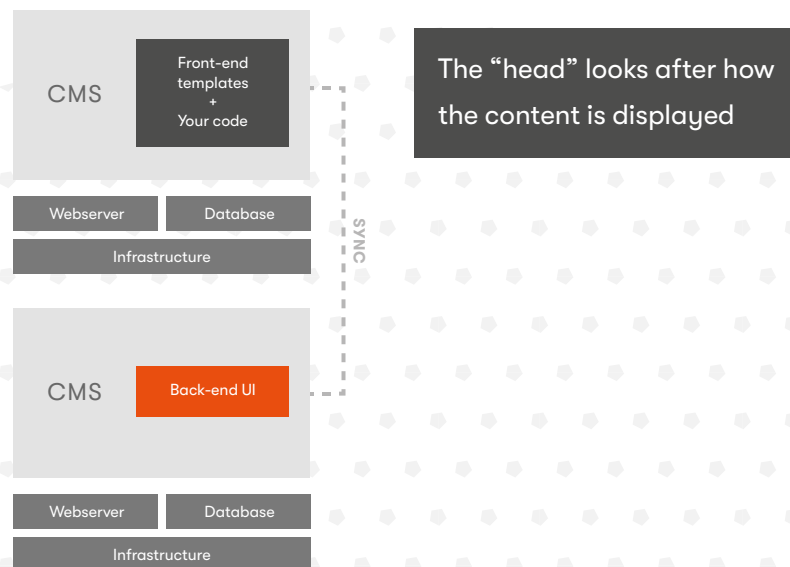 CMS
Front-end
templates
+
Your code
The “head” looks after how
the content is displayed
Webserver
Database
Infrastructure
SYNC
CMS
Back-end UI
Webserver
Database
Infrastructure